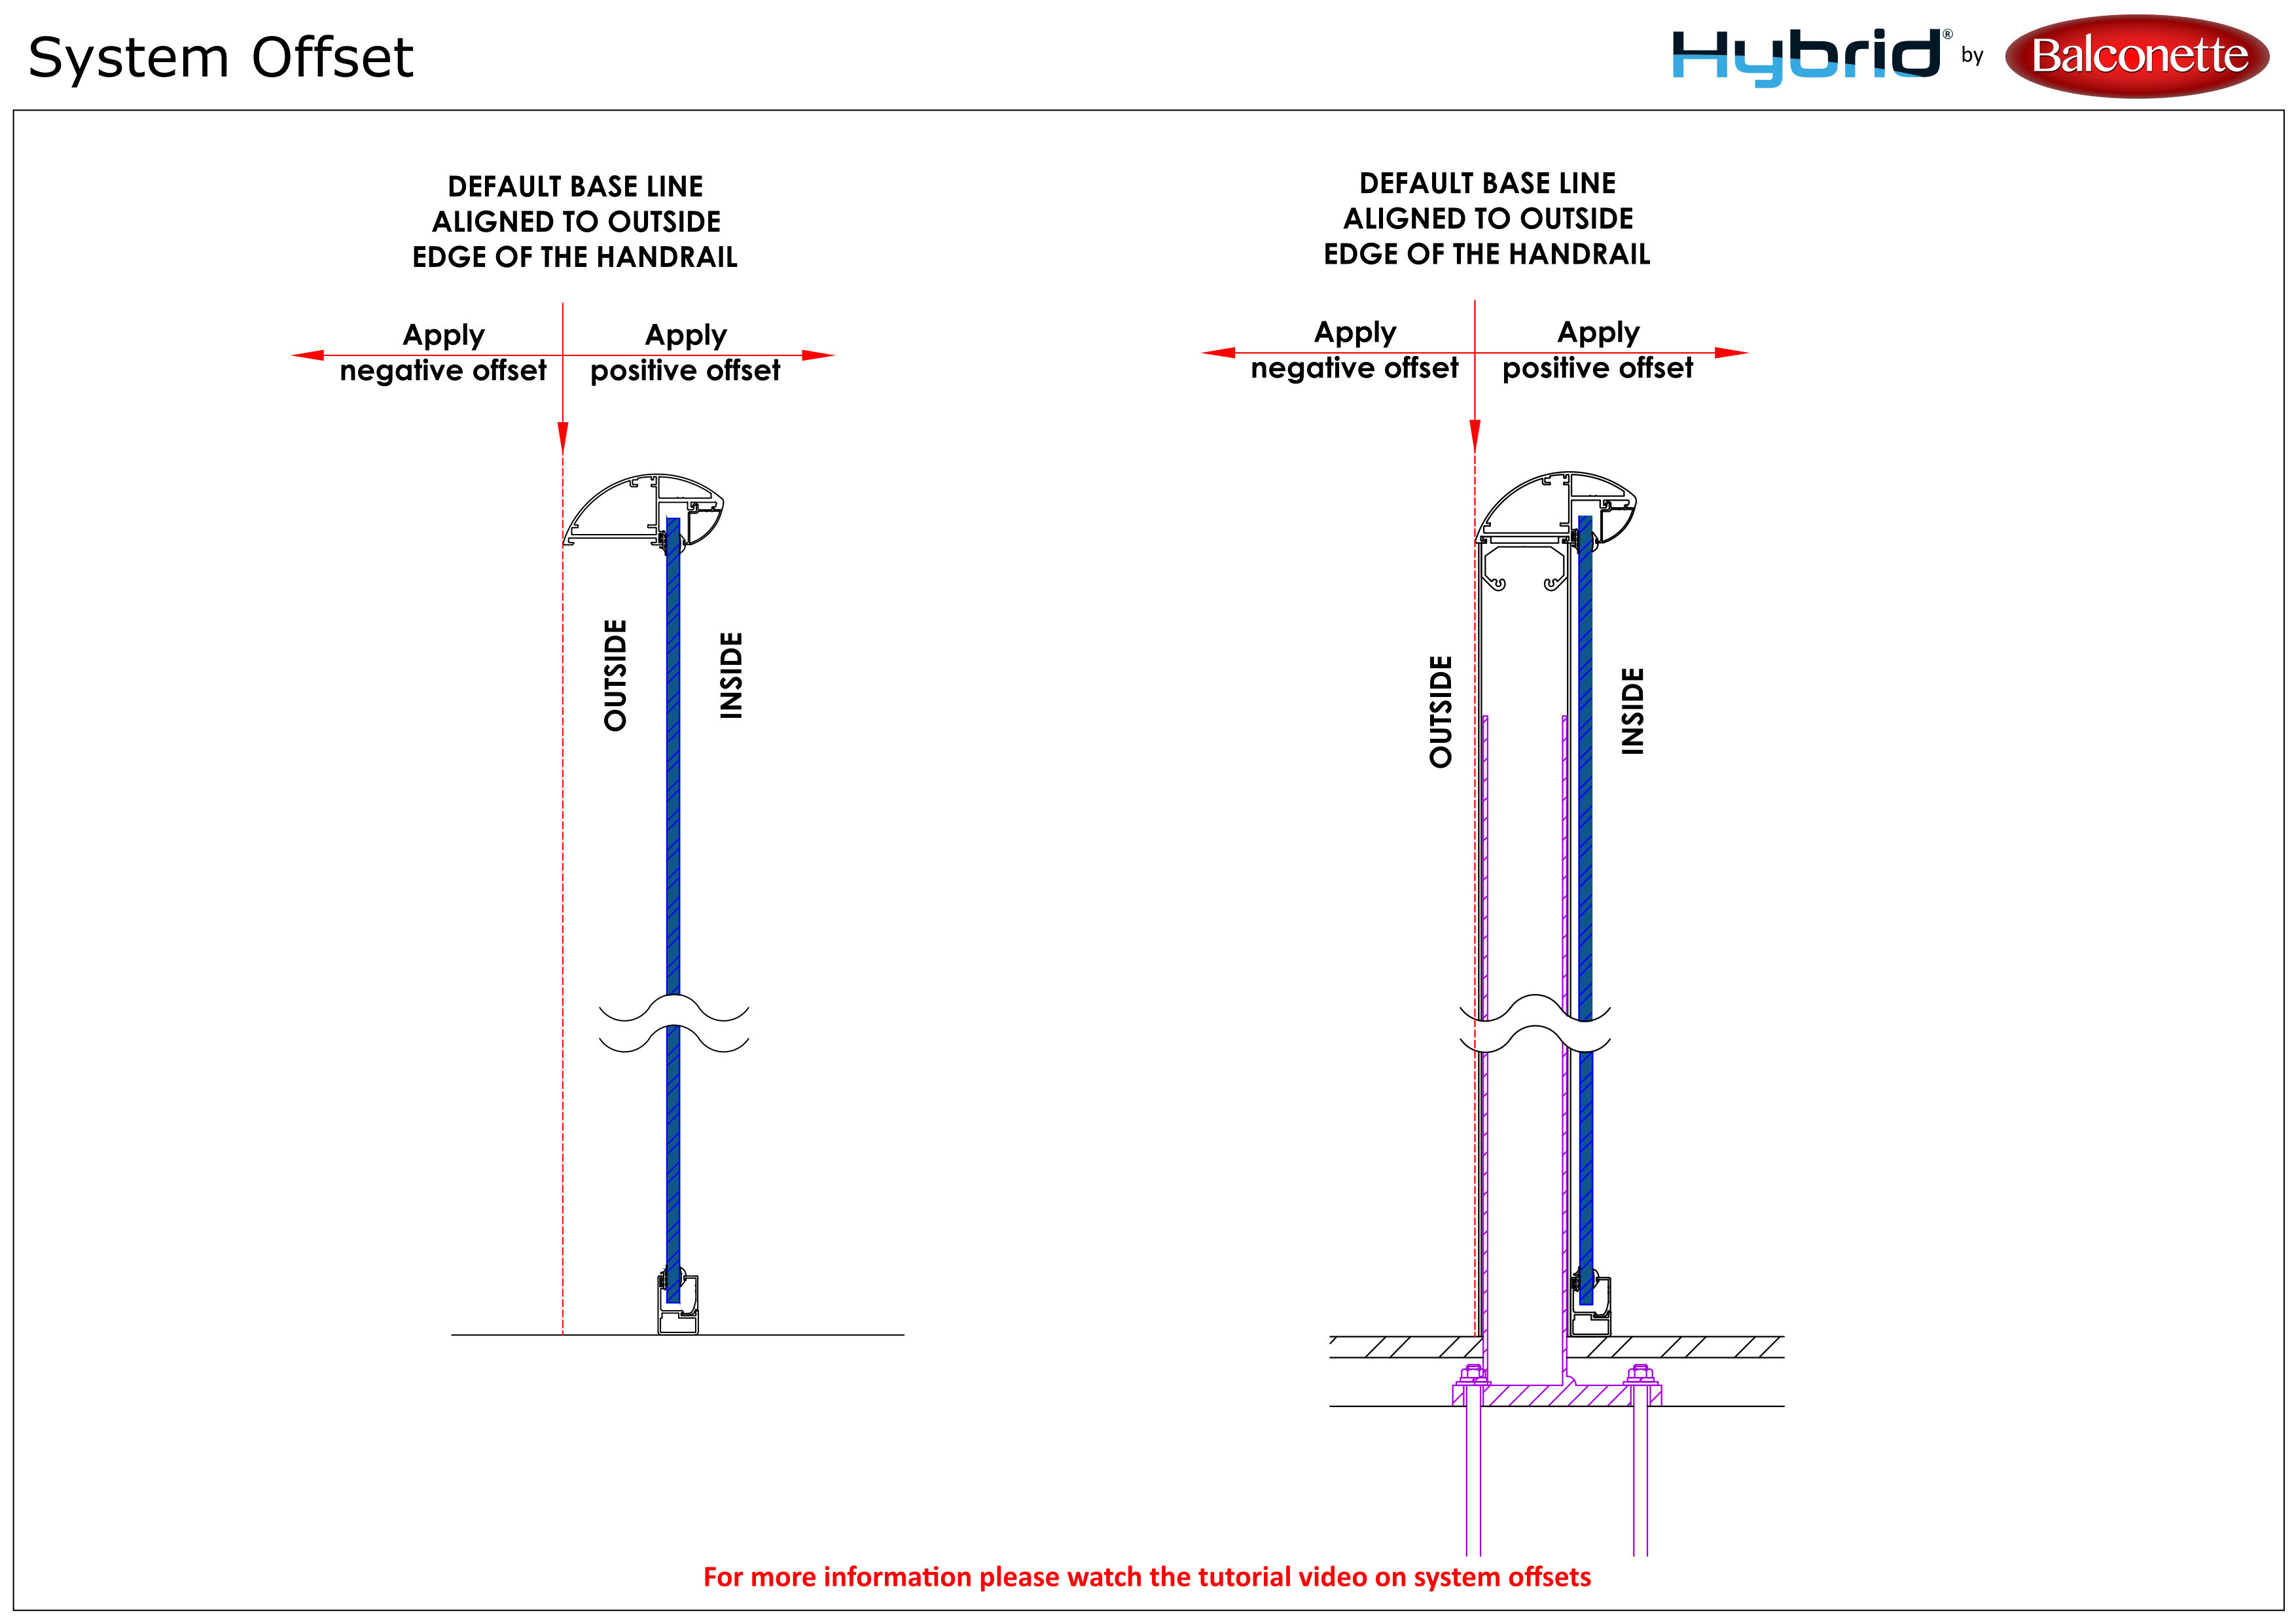 System Offset
Hybrid® by Balconette
DEFAULT BASE LINE
ALIGNED TO OUTSIDE
EDGE OF THE HANDRAIL
Apply
negative offset
Apply
positive offset
OUTSIDE
INSIDE
DEFAULT BASE LINE
ALIGNED TO OUTSIDE
EDGE OF THE HANDRAIL
Apply
negative offset
Apply
positive offset
OUTSIDE
INSIDE
For more information please watch the tutorial video on system offsets